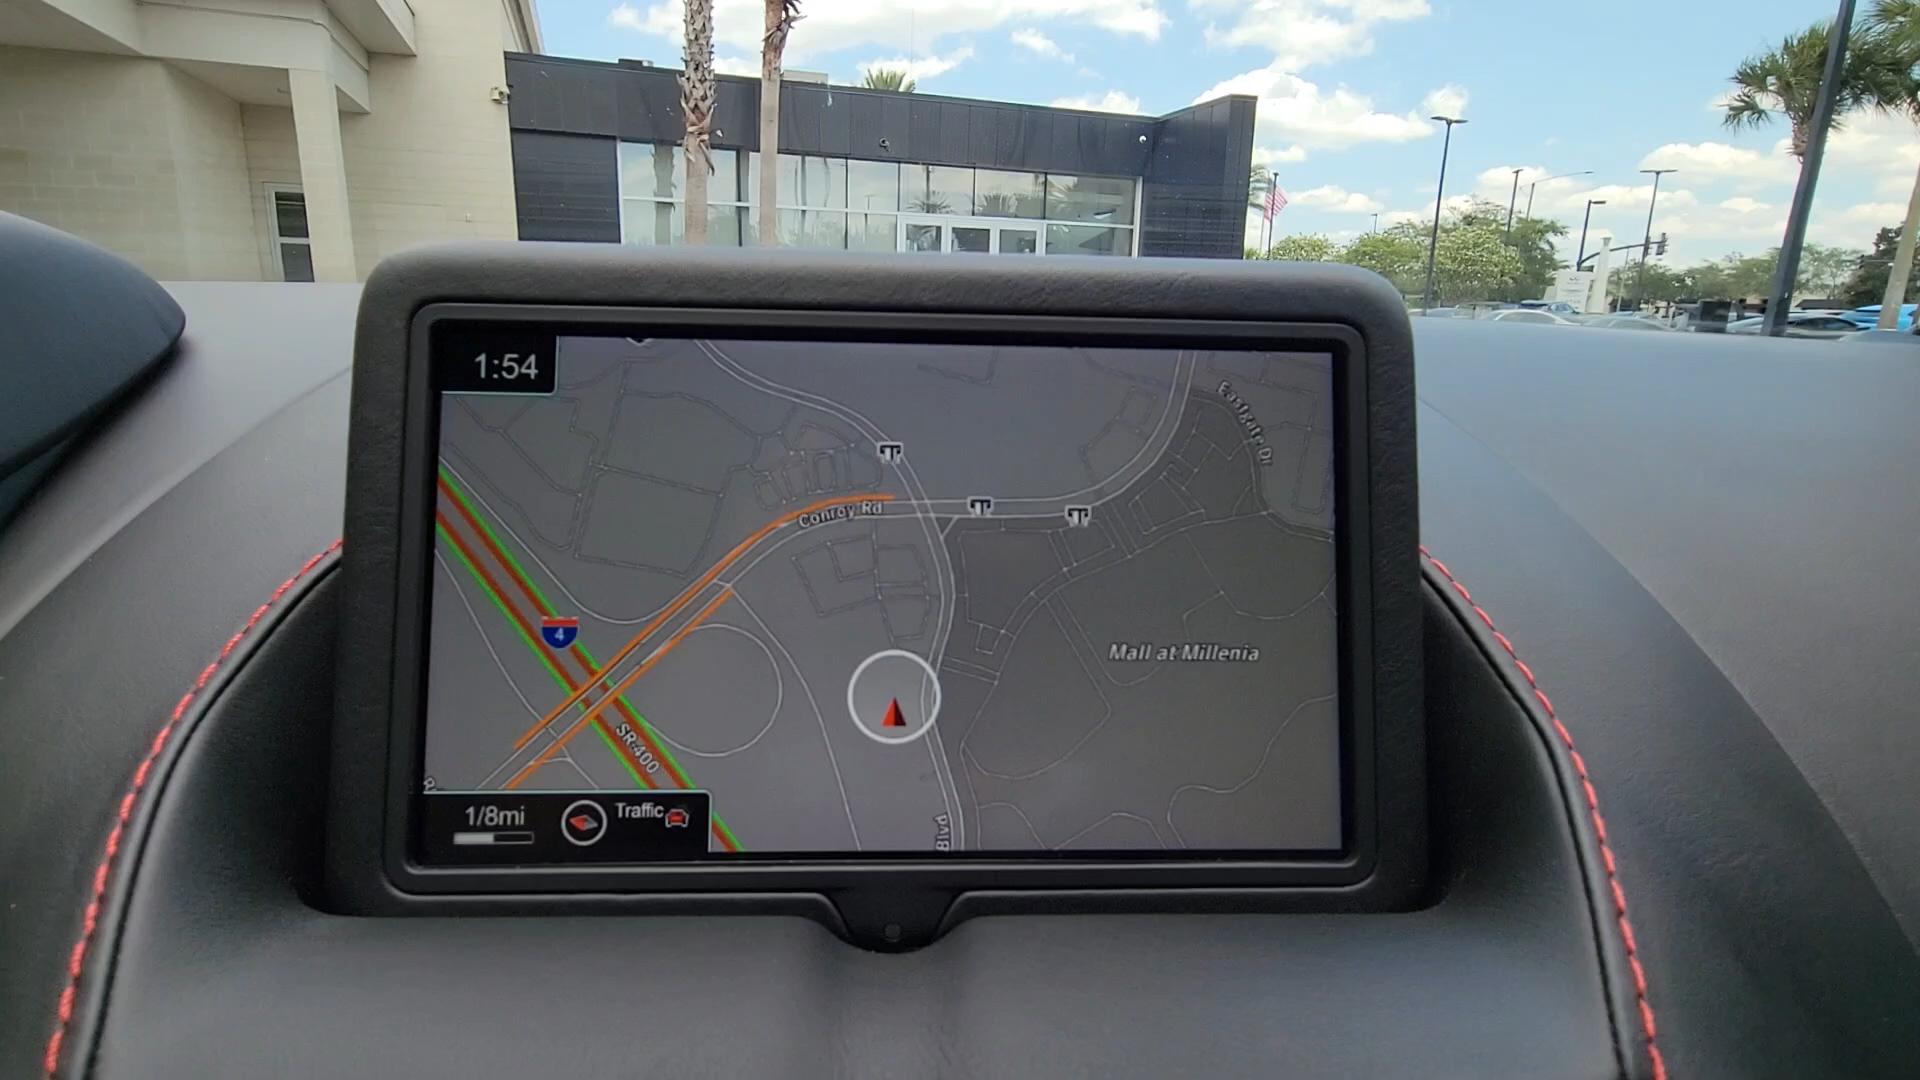 1:54
Eastgate Dr
Conroy Rd
4
Mall at Millenia
SR-400
1/8mi
Traffic
Blvd